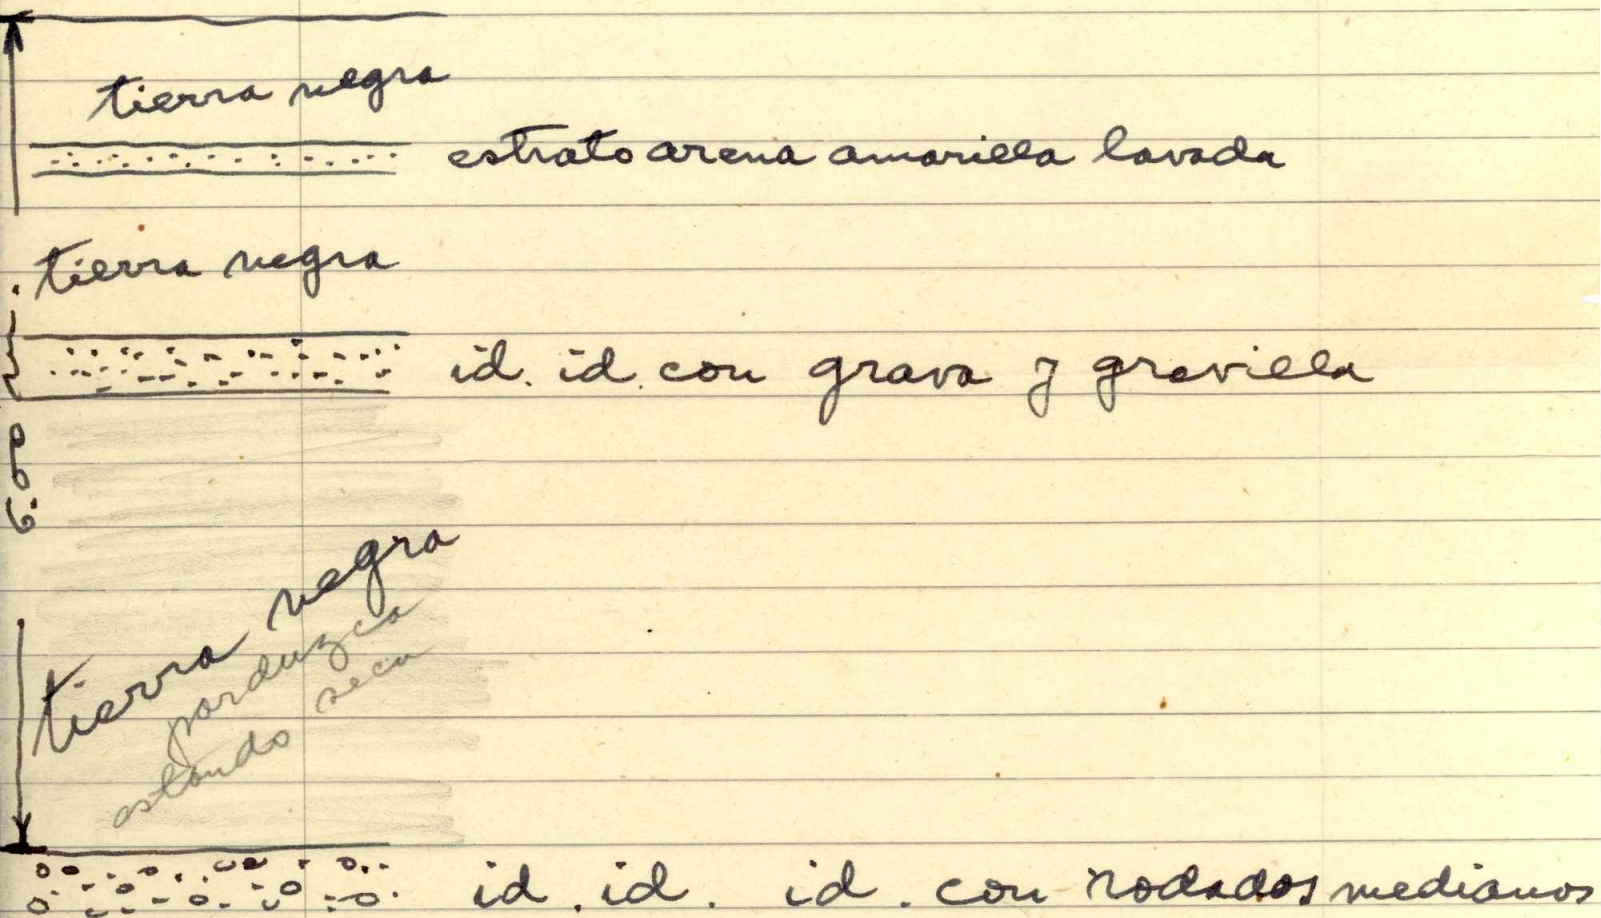 tierra negra
estrato arena amarilla lavada
tierra negra
id. id. con grava y gravilla
tierra negra
parduzca
estando seca
id. id. id. con rodados medianos